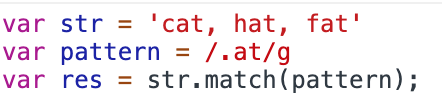 var str = 'cat, hat, fat'
var pattern = /.at/g
var res = str.match(pattern);